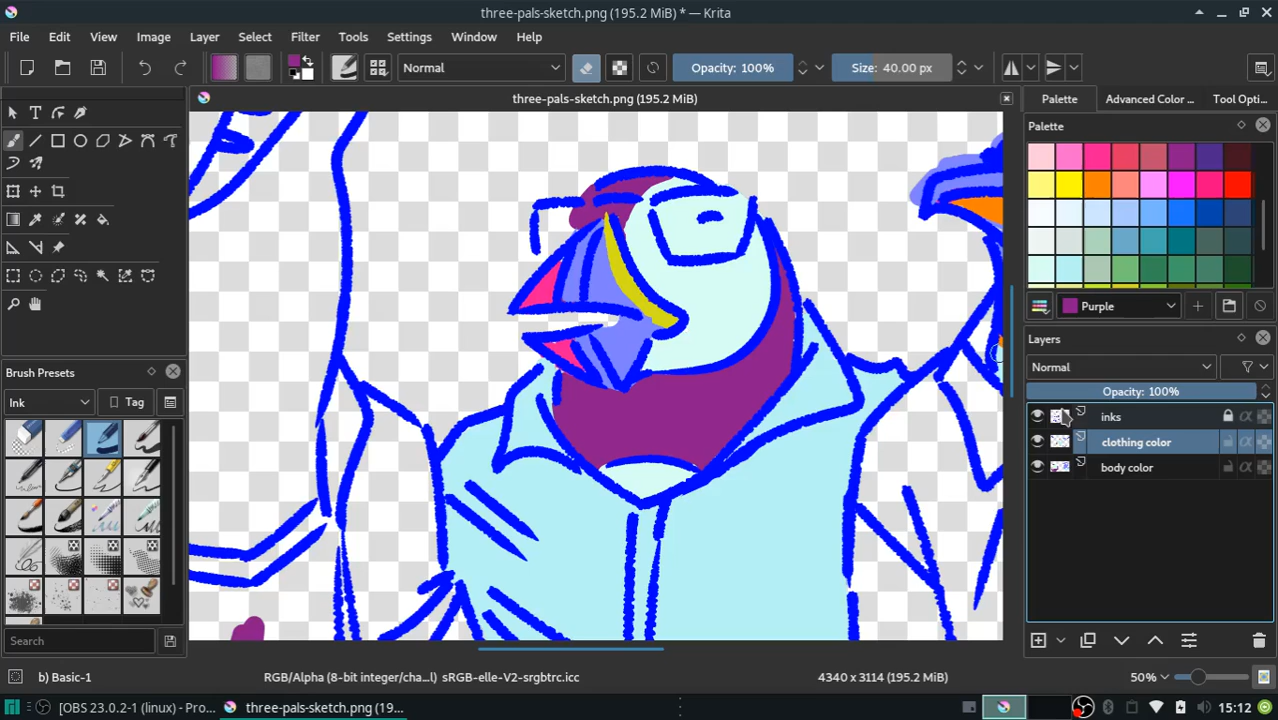 three-pals-sketch.png (195.2 MiB) * — Krita
File Edit View Image Layer Select Filter Tools Settings Window Help
Normal Opacity: 100% Size: 40.00 px
three-pals-sketch.png (195.2 MiB)
Palette Advanced Color ... Tool Opti...
Palette
Purple
Layers
Normal
Opacity: 100%
inks
clothing color
body color
Brush Presets
Ink Tag
Search
b) Basic-1 RGB/Alpha (8-bit integer/cha...l) sRGB-elle-V2-srgbtrc.icc 4340 x 3114 (195.2 MiB) 50%
[OBS 23.0.2-1 (linux) - Pro... three-pals-sketch.png (19... 15:12